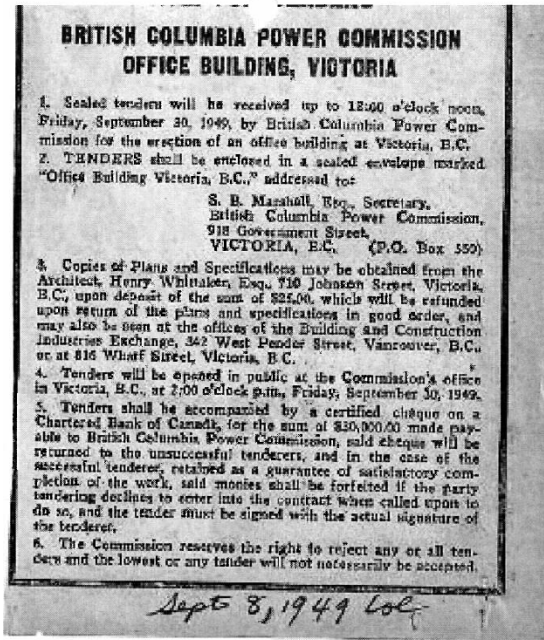 BRITISH COLUMBIA POWER COMMISSION
OFFICE BUILDING, VICTORIA
1. Sealed tenders will be received up to 12:00 o'clock noon,
Friday, September 30, 1949, by British Columbia Power Com-
mission for the erection of an office building at Victoria, B.C.
2. TENDERS shall be enclosed in a sealed envelope marked
"Office Building Victoria, B.C.," addressed to:
S. B. Marshall, Esq., Secretary,
British Columbia Power Commission,
918 Government Street,
VICTORIA, B.C. (P.O. Box 550)
3. Copies of Plans and Specifications may be obtained from the
Architect, Henry Whittaker, Esq., 710 Johnson Street, Victoria,
B.C., upon deposit of the sum of $25.00, which will be refunded
upon return of the plans and specifications in good order, and
may also be seen at the offices of the Building and Construction
Industries Exchange, 342 West Pender Street, Vancouver, B.C.,
or at 816 Wharf Street, Victoria, B.C.
4. Tenders will be opened in public at the Commission's office
in Victoria, B.C., at 2:00 o'clock p.m., Friday, September 30, 1949.
5. Tenders shall be accompanied by a certified cheque on a
Chartered Bank of Canada, for the sum of $30,000.00 made pay-
able to British Columbia Power Commission, said cheque will be
returned to the unsuccessful tenderers, and in the case of the
successful tenderer, retained as a guarantee of satisfactory com-
pletion of the work, said monies shall be forfeited if the party
tendering declines to enter into the contract when called upon to
do so, and the tender must be signed with the actual signature of
the tenderer.
6. The Commission reserves the right to reject any or all ten-
ders and the lowest or any tender will not necessarily be accepted.
Sept 8, 1949 Col